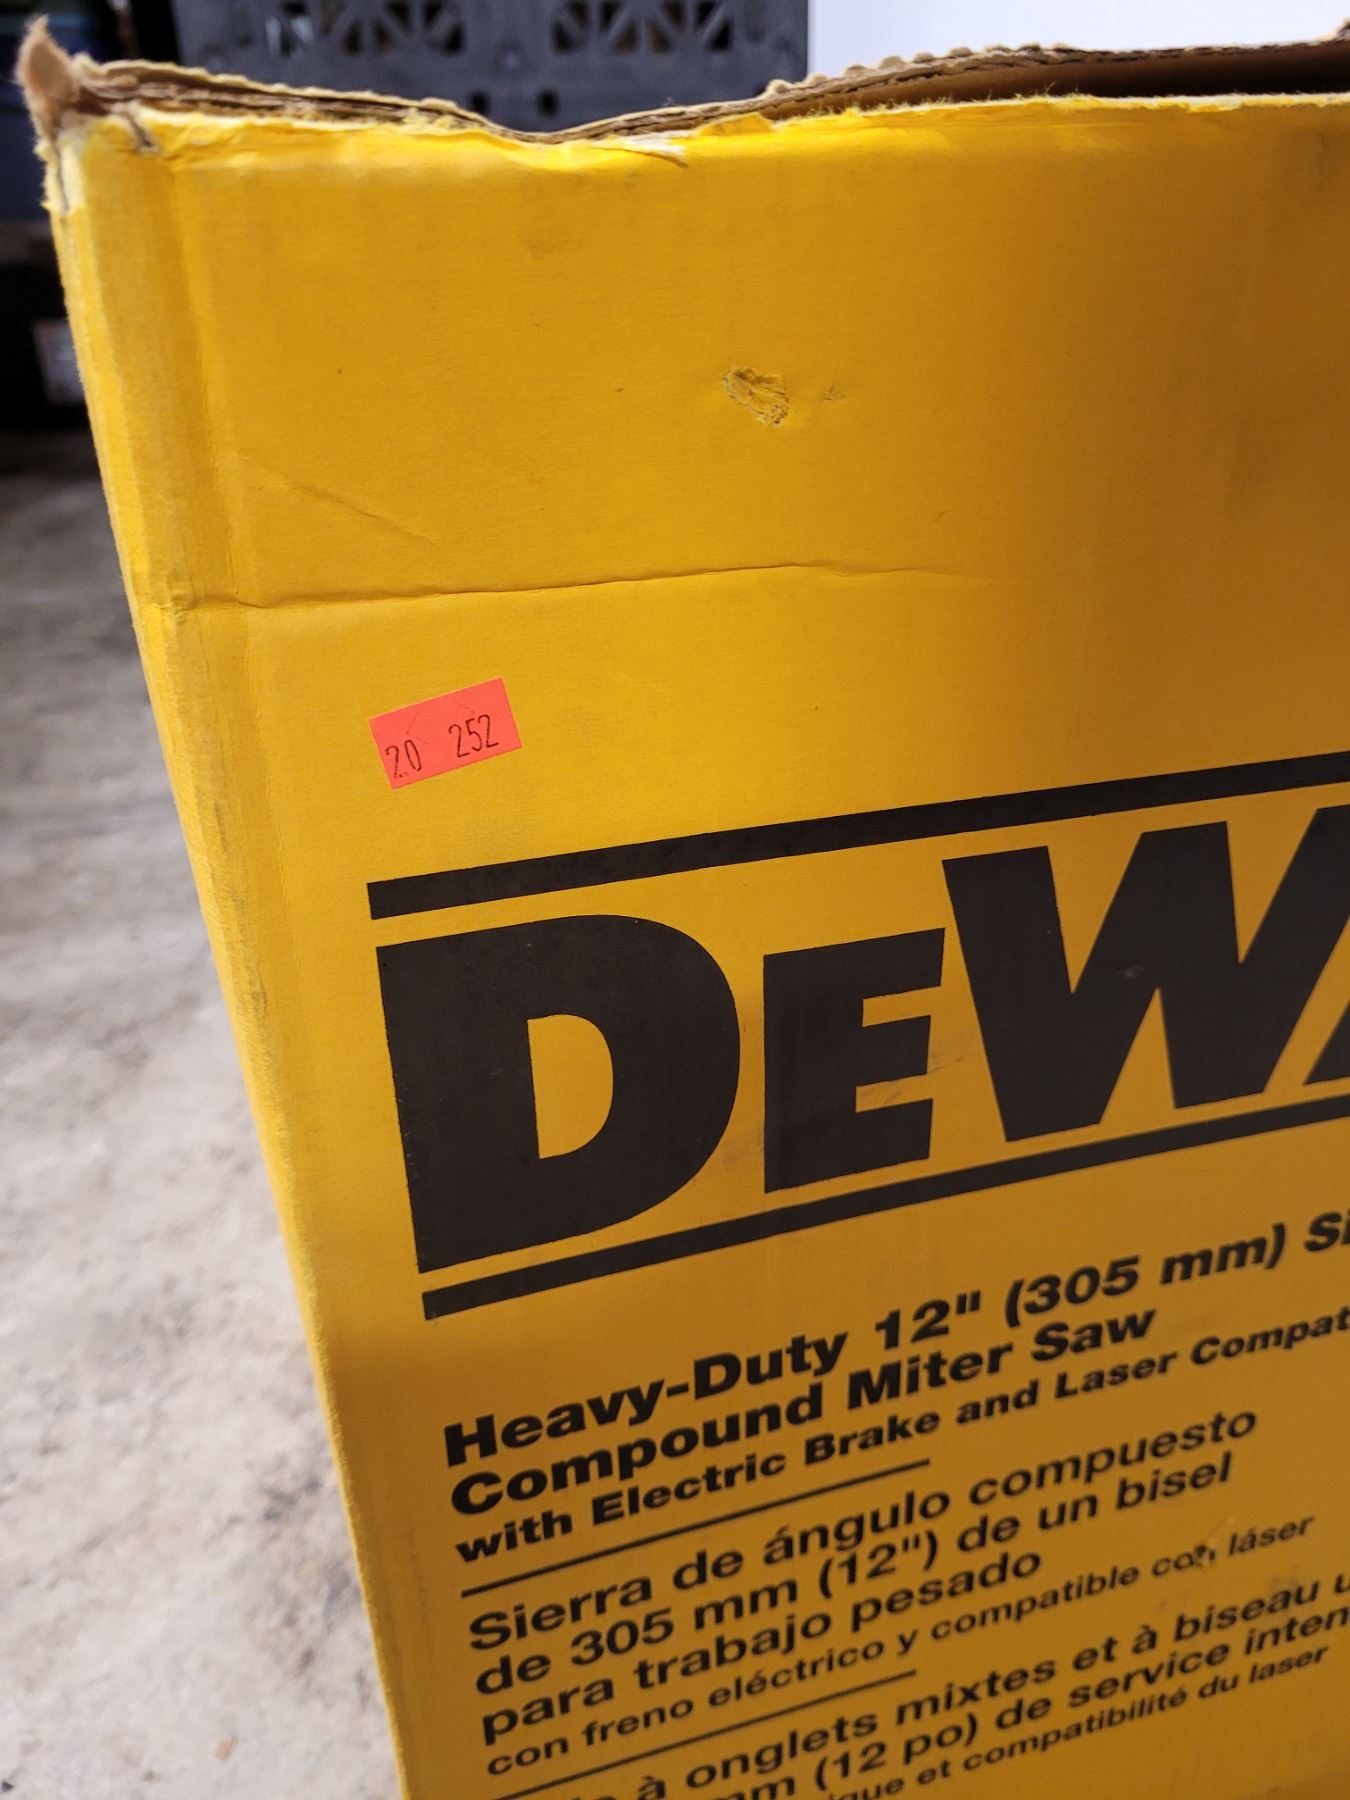 20 252
DEWA
Heavy-Duty 12" (305 mm) Si
Compound Miter Saw
with Electric Brake and Laser Compat
Sierra de ángulo compuesto
de 305 mm (12") de un bisel
para trabajo pesado
con freno eléctrico y compatible con láser
à onglets mixtes et à biseau u
mm (12 po) de service inten
ique et compatibilité du laser